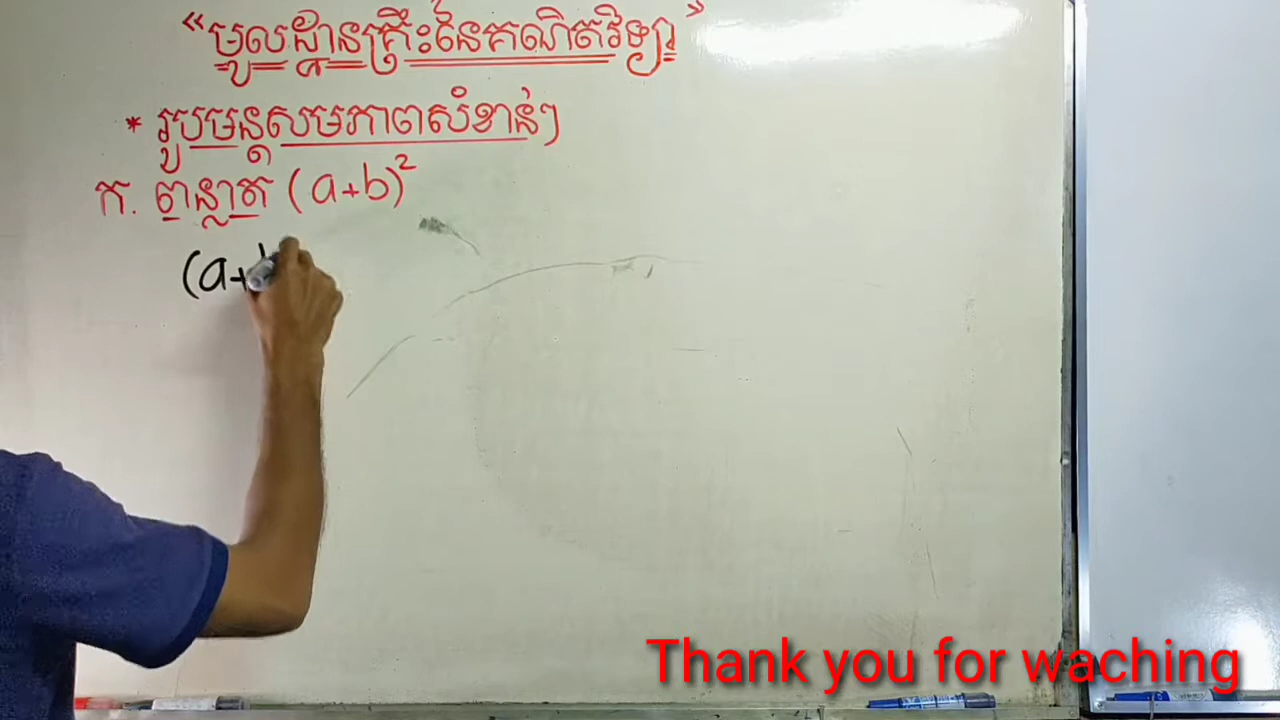 “មូលដ្ឋានគ្រឹះនៃគណិតវិទ្យា”
* រូបមន្តសមភាពសំខាន់ៗ
ក. ពន្លាត (a+b)²
(a+b
Thank you for waching